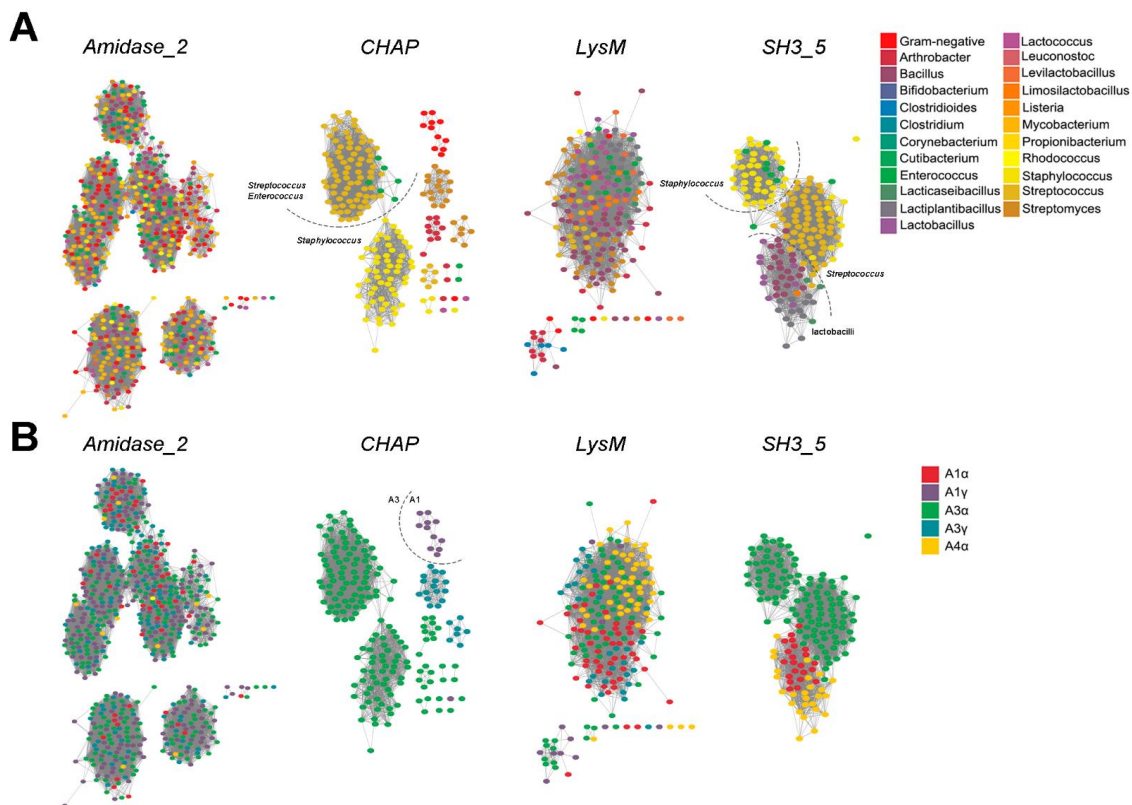 A
Amidase_2
CHAP
LysM
SH3_5
Streptococcus
Enterococcus
Staphylococcus
Staphylococcus
Streptococcus
lactobacilli
Gram-negative
Arthrobacter
Bacillus
Bifidobacterium
Clostridioides
Clostridium
Corynebacterium
Cutibacterium
Enterococcus
Lacticaseibacillus
Lactiplantibacillus
Lactobacillus
Lactococcus
Leuconostoc
Levilactobacillus
Limosilactobacillus
Listeria
Mycobacterium
Propionibacterium
Rhodococcus
Staphylococcus
Streptococcus
Streptomyces
B
Amidase_2
CHAP
LysM
SH3_5
A3 A1
A1α
A1γ
A3α
A3γ
A4α